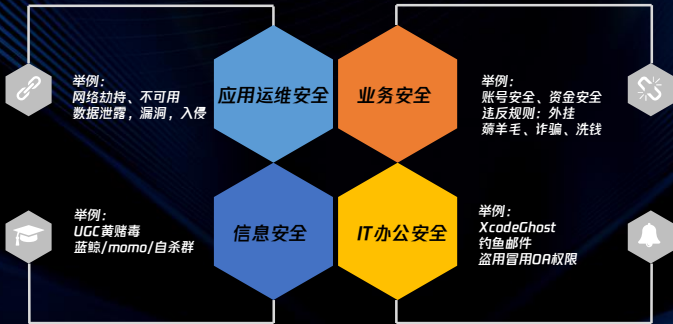 举例：
网络劫持、不可用
数据泄露，漏洞，入侵
应用运维安全
业务安全
举例：
账号安全、资金安全
违反规则：外挂
薅羊毛、诈骗、洗钱
举例：
UGC黄赌毒
蓝鲸/momo/自杀群
信息安全
IT办公安全
举例：
XcodeGhost
钓鱼邮件
盗用冒用OA权限